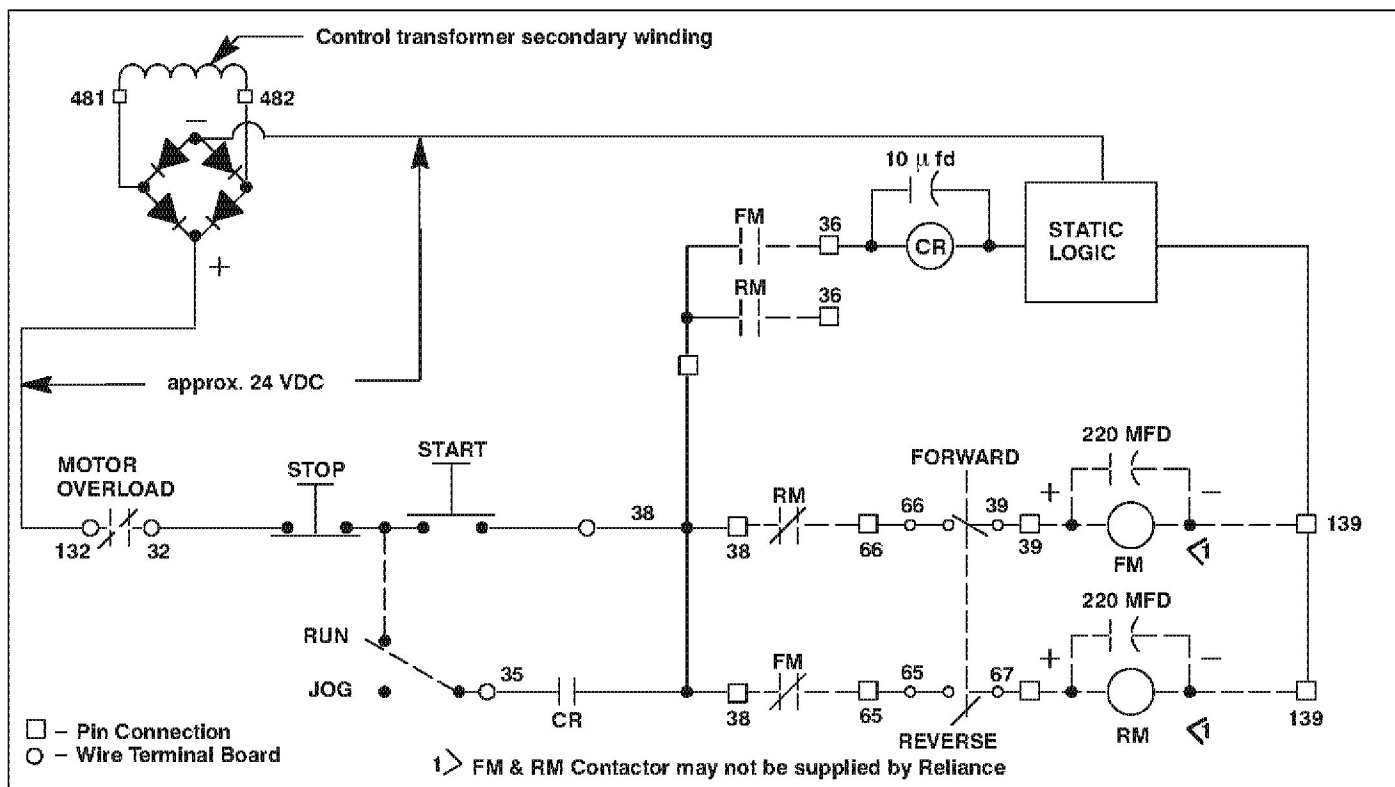 Control transformer secondary winding
481
482
−
+
10 μ fd
FM
36
CR
STATIC
LOGIC
RM
36
approx. 24 VDC
MOTOR
OVERLOAD
STOP
START
FORWARD
220 MFD
132
32
38
38
RM
66
66
39
39
+
−
FM
1
139
RUN
JOG
35
CR
38
FM
65
65
67
REVERSE
220 MFD
+
−
RM
1
139
– Pin Connection
– Wire Terminal Board
1> FM & RM Contactor may not be supplied by Reliance